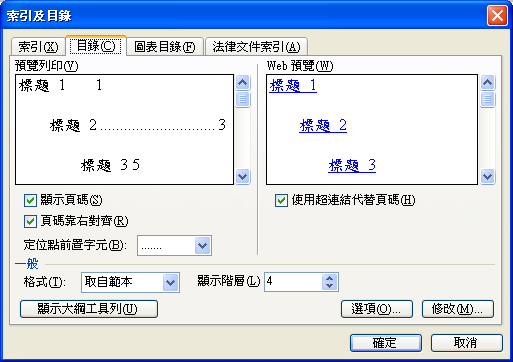 索引及目錄
索引(X) 目錄(C) 圖表目錄(F) 法律文件索引(A)
預覽列印(V) Web 預覽(W)
標題 1 1
標題 2..............................3
標題 3 5
標題 1
標題 2
標題 3
顯示頁碼(S) 使用超連結代替頁碼(H)
頁碼靠右對齊(R)
定位點前置字元(B): .......
一般
格式(T): 取自範本 顯示階層(L) 4
顯示大綱工具列(U) 選項(O)... 修改(M)...
確定 取消